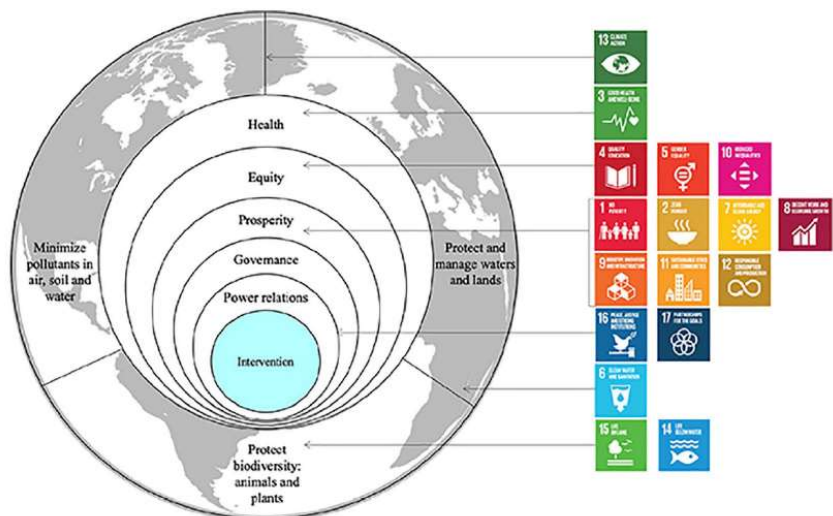 13 CLIMATE
ACTION
3 GOOD HEALTH
AND WELL-BEING
Health
4 QUALITY
EDUCATION
5 GENDER
EQUALITY
10 REDUCED
INEQUALITIES
Equity
1 NO
POVERTY
2 ZERO
HUNGER
7 AFFORDABLE AND
CLEAN ENERGY
8 DECENT WORK AND
ECONOMIC GROWTH
Prosperity
Minimize
pollutants in
air, soil and
water
Protect and
manage waters
and lands
Governance
9 INDUSTRY, INNOVATION
AND INFRASTRUCTURE
11 SUSTAINABLE CITIES
AND COMMUNITIES
12 RESPONSIBLE
CONSUMPTION
AND PRODUCTION
Power relations
16 PEACE, JUSTICE
AND STRONG
INSTITUTIONS
17 PARTNERSHIPS
FOR THE GOALS
Intervention
6 CLEAN WATER
AND SANITATION
Protect
biodiversity:
animals and
plants
15 LIFE
ON LAND
14 LIFE
BELOW WATER